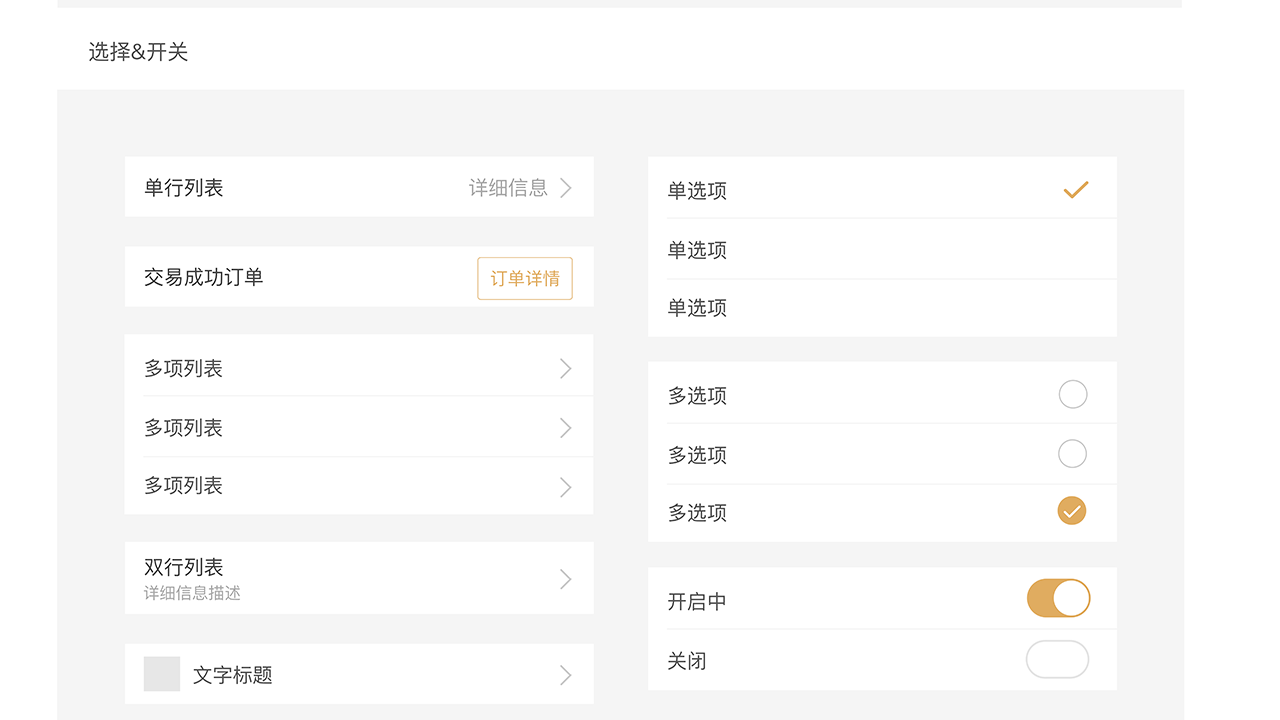 选择&开关
单行列表 详细信息
交易成功订单 订单详情
多项列表
多项列表
多项列表
双行列表
详细信息描述
文字标题
单选项
单选项
单选项
多选项
多选项
多选项
开启中
关闭